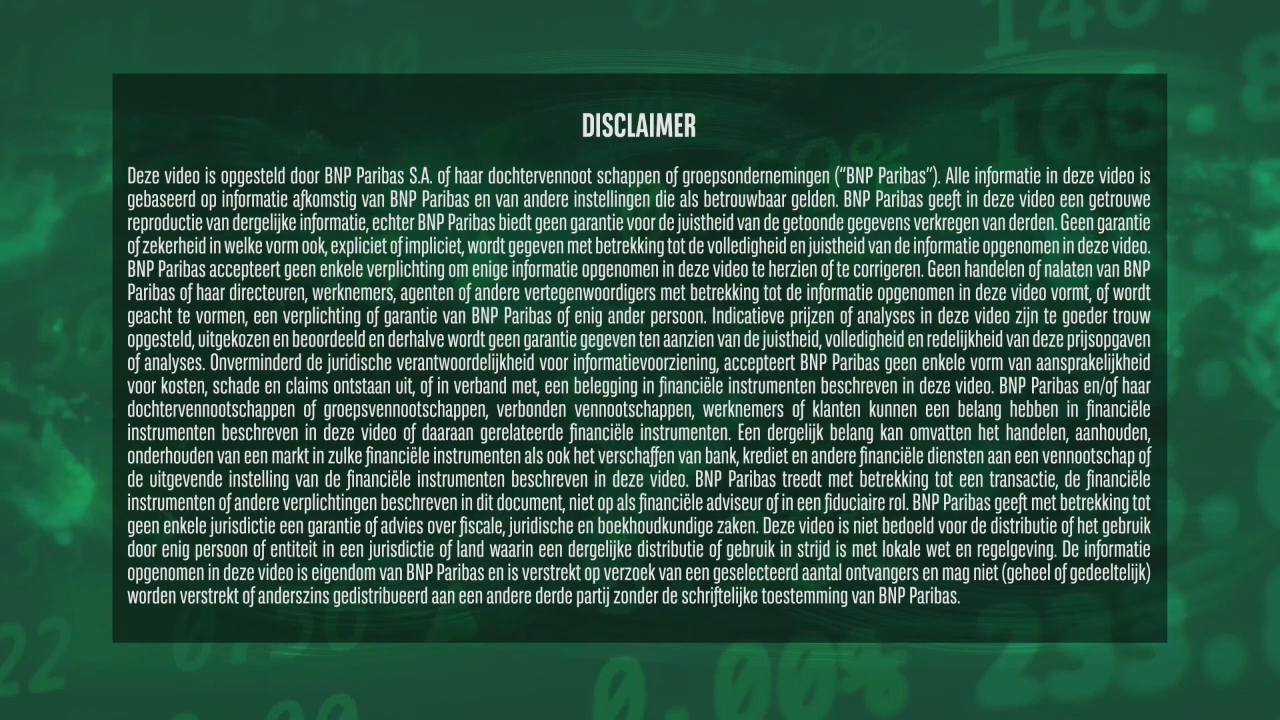 DISCLAIMER
Deze video is opgesteld door BNP Paribas S.A. of haar dochtervennoot schappen of groepsondernemingen (“BNP Paribas”). Alle informatie in deze video is
gebaseerd op informatie afkomstig van BNP Paribas en van andere instellingen die als betrouwbaar gelden. BNP Paribas geeft in deze video een getrouwe
reproductie van dergelijke informatie, echter BNP Paribas biedt geen garantie voor de juistheid van de getoonde gegevens verkregen van derden. Geen garantie
of zekerheid in welke vorm ook, expliciet of impliciet, wordt gegeven met betrekking tot de volledigheid en juistheid van de informatie opgenomen in deze video.
BNP Paribas accepteert geen enkele verplichting om enige informatie opgenomen in deze video te herzien of te corrigeren. Geen handelen of nalaten van BNP
Paribas of haar directeuren, werknemers, agenten of andere vertegenwoordigers met betrekking tot de informatie opgenomen in deze video vormt, of wordt
geacht te vormen, een verplichting of garantie van BNP Paribas of enig ander persoon. Indicatieve prijzen of analyses in deze video zijn te goeder trouw
opgesteld, uitgekozen en beoordeeld en derhalve wordt geen garantie gegeven ten aanzien van de juistheid, volledigheid en redelijkheid van deze prijsopgaven
of analyses. Onverminderd de juridische verantwoordelijkheid voor informatievoorziening, accepteert BNP Paribas geen enkele vorm van aansprakelijkheid
voor kosten, schade en claims ontstaan uit, of in verband met, een belegging in financiële instrumenten beschreven in deze video. BNP Paribas en/of haar
dochtervennootschappen of groepsvennootschappen, verbonden vennootschappen, werknemers of klanten kunnen een belang hebben in financiële
instrumenten beschreven in deze video of daaraan gerelateerde financiële instrumenten. Een dergelijk belang kan omvatten het handelen, aanhouden,
onderhouden van een markt in zulke financiële instrumenten als ook het verschaffen van bank, krediet en andere financiële diensten aan een vennootschap of
de uitgevende instelling van de financiële instrumenten beschreven in deze video. BNP Paribas treedt met betrekking tot een transactie, de financiële
instrumenten of andere verplichtingen beschreven in dit document, niet op als financiële adviseur of in een fiduciaire rol. BNP Paribas geeft met betrekking tot
geen enkele jurisdictie een garantie of advies over fiscale, juridische en boekhoudkundige zaken. Deze video is niet bedoeld voor de distributie of het gebruik
door enig persoon of entiteit in een jurisdictie of land waarin een dergelijke distributie of gebruik in strijd is met lokale wet en regelgeving. De informatie
opgenomen in deze video is eigendom van BNP Paribas en is verstrekt op verzoek van een geselecteerd aantal ontvangers en mag niet (geheel of gedeeltelijk)
worden verstrekt of anderszins gedistribueerd aan een andere derde partij zonder de schriftelijke toestemming van BNP Paribas.
0.00%